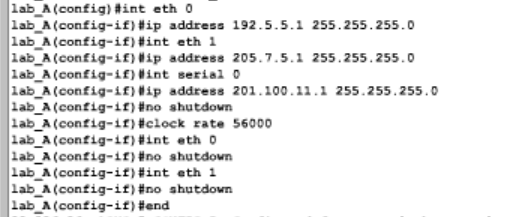 lab_A(config)#int eth 0
lab_A(config-if)#ip address 192.5.5.1 255.255.255.0
lab_A(config-if)#int eth 1
lab_A(config-if)#ip address 205.7.5.1 255.255.255.0
lab_A(config-if)#int serial 0
lab_A(config-if)#ip address 201.100.11.1 255.255.255.0
lab_A(config-if)#no shutdown
lab_A(config-if)#clock rate 56000
lab_A(config-if)#int eth 0
lab_A(config-if)#no shutdown
lab_A(config-if)#int eth 1
lab_A(config-if)#no shutdown
lab_A(config-if)#end